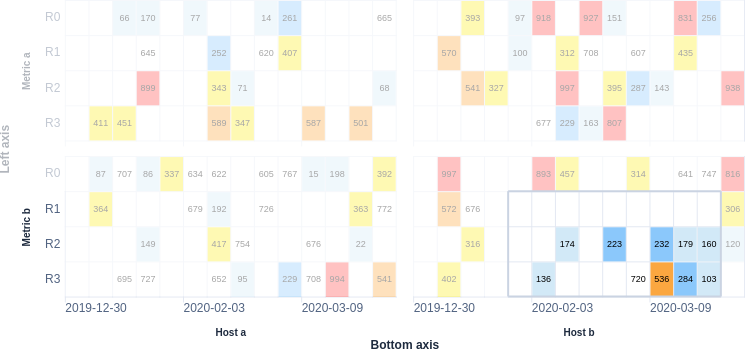 R0 66 170 77 14 261 665 393 97 918 927 151 831 256
R1 645 252 620 407 570 100 312 708 607 435
Metric a
R2 899 343 71 68 541 327 997 395 287 143 938
R3 411 451 589 347 587 501 677 229 163 807
Left axis
R0 87 707 86 337 634 622 605 767 15 198 392 997 893 457 314 641 747 816
R1 364 679 192 726 363 772 572 676 306
Metric b
R2 149 417 754 676 22 316 174 223 232 179 160 120
R3 695 727 652 95 229 708 994 541 402 136 720 536 284 103
2019-12-30 2020-02-03 2020-03-09 2019-12-30 2020-02-03 2020-03-09
Host a Host b
Bottom axis